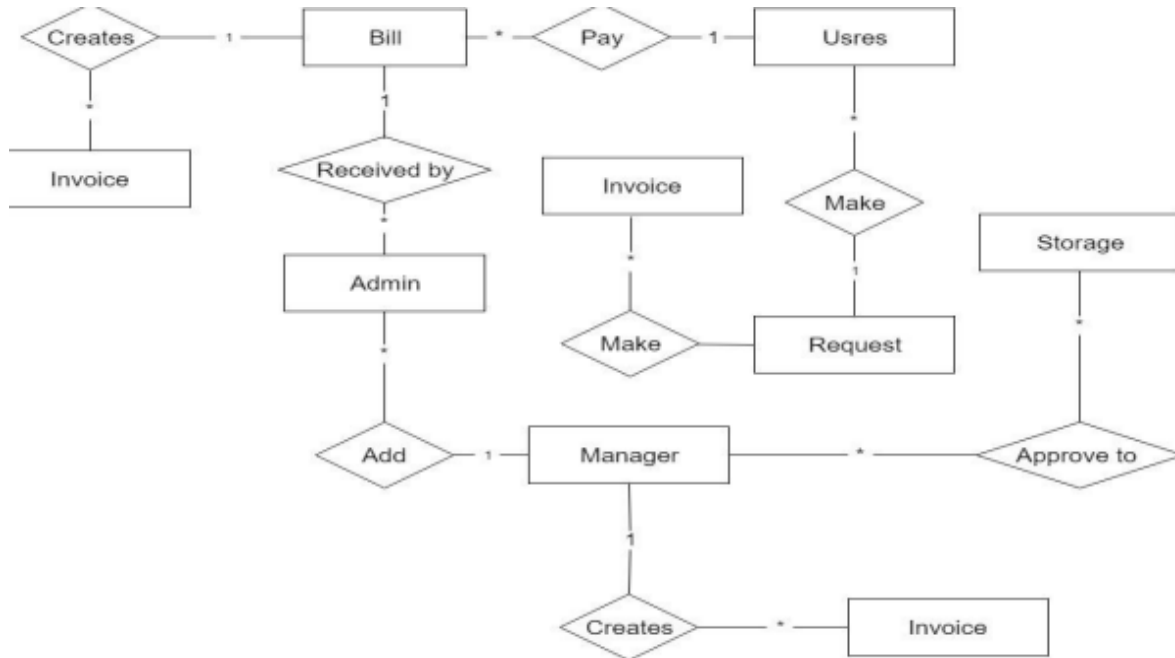 Creates
1
Bill
*
Pay
1
Usres
*
1
*
Invoice
Received by
Invoice
Make
*
*
1
Storage
Admin
*
Make
Request
*
Add
1
Manager
*
Approve to
1
Creates
*
Invoice